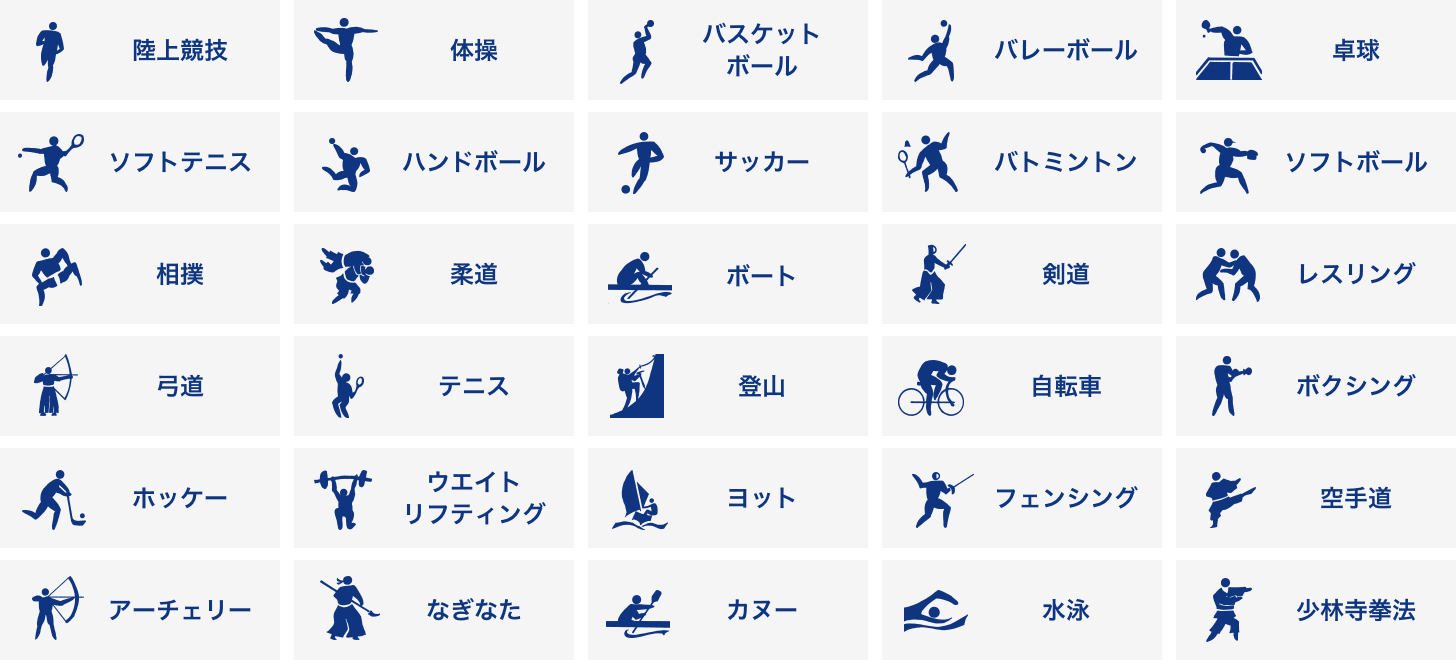 陸上競技
体操
バスケット
ボール
バレーボール
卓球
ソフトテニス
ハンドボール
サッカー
バトミントン
ソフトボール
相撲
柔道
ボート
剣道
レスリング
弓道
テニス
登山
自転車
ボクシング
ホッケー
ウエイト
リフティング
ヨット
フェンシング
空手道
アーチェリー
なぎなた
カヌー
水泳
少林寺拳法